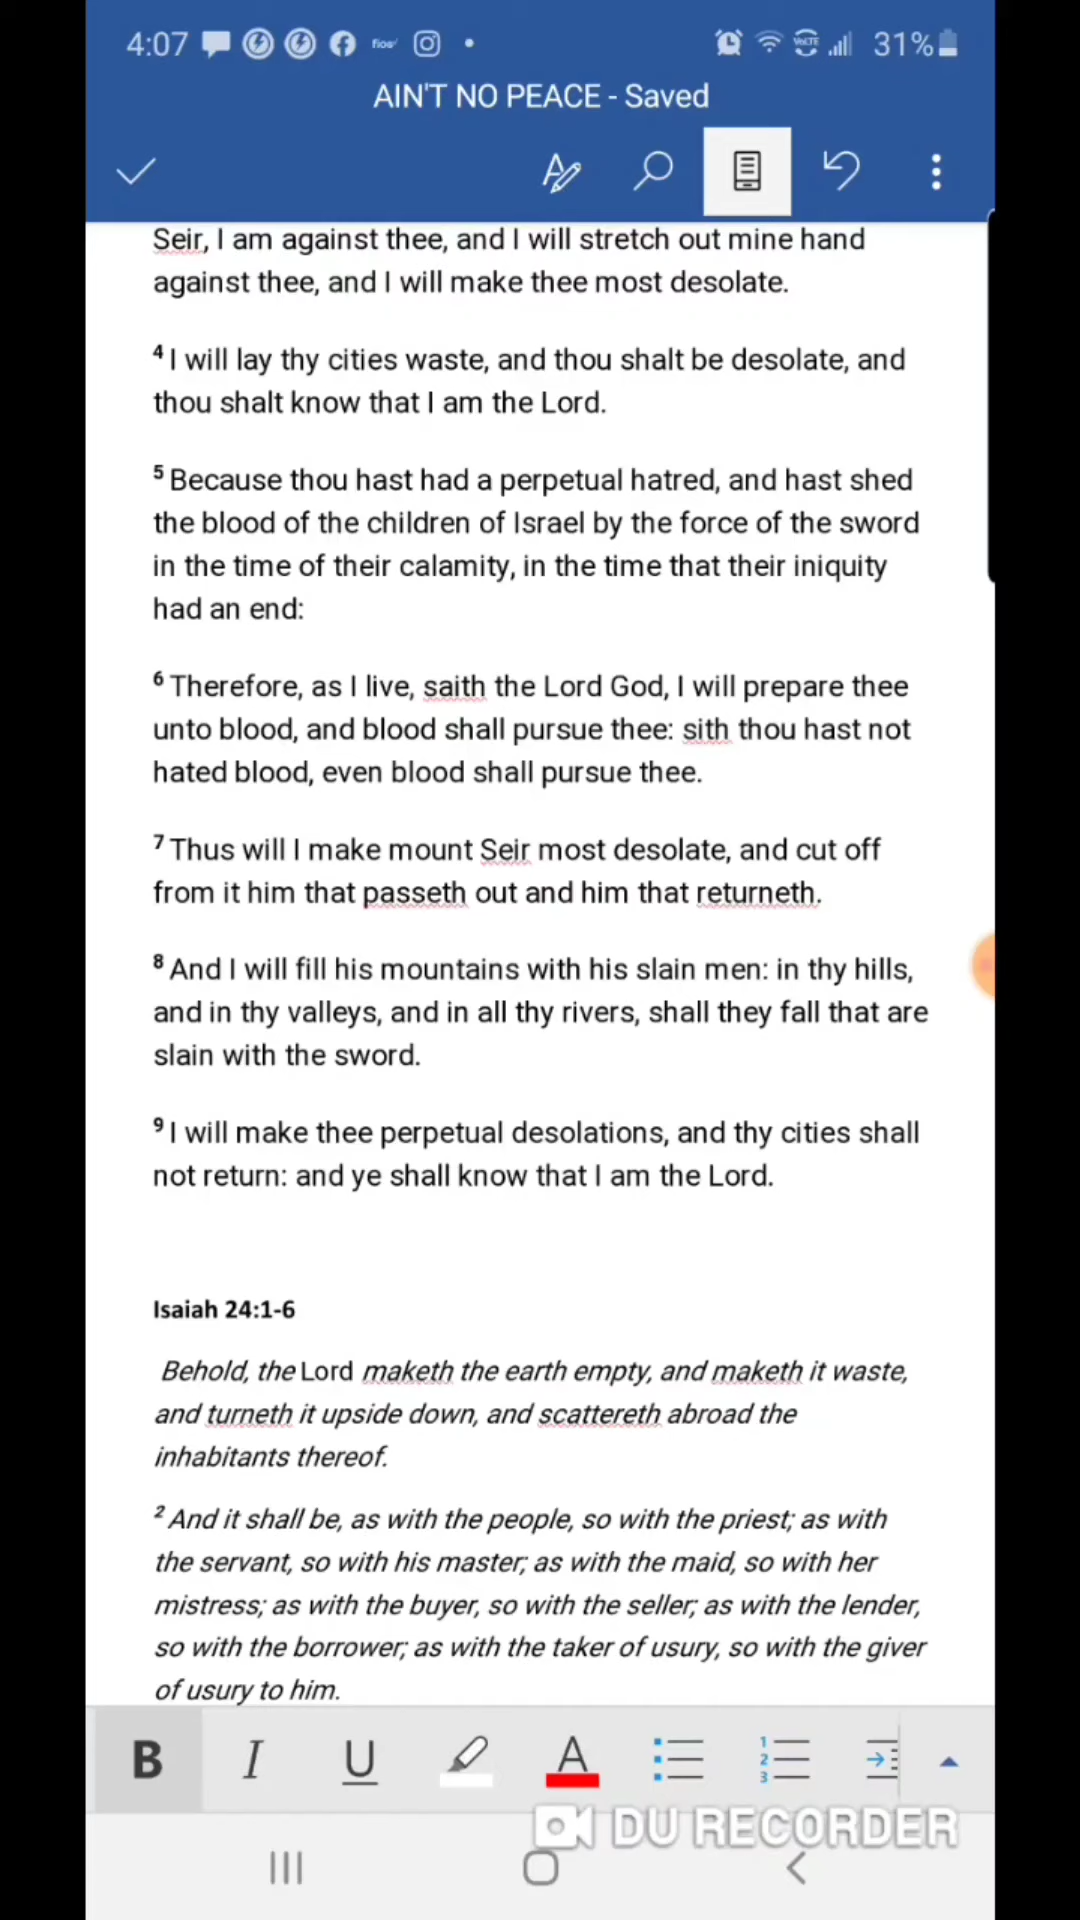 4:07 fios 31%
AIN'T NO PEACE - Saved
Seir, I am against thee, and I will stretch out mine hand
against thee, and I will make thee most desolate.
4 I will lay thy cities waste, and thou shalt be desolate, and
thou shalt know that I am the Lord.
5 Because thou hast had a perpetual hatred, and hast shed
the blood of the children of Israel by the force of the sword
in the time of their calamity, in the time that their iniquity
had an end:
6 Therefore, as I live, saith the Lord God, I will prepare thee
unto blood, and blood shall pursue thee: sith thou hast not
hated blood, even blood shall pursue thee.
7 Thus will I make mount Seir most desolate, and cut off
from it him that passeth out and him that returneth.
8 And I will fill his mountains with his slain men: in thy hills,
and in thy valleys, and in all thy rivers, shall they fall that are
slain with the sword.
9 I will make thee perpetual desolations, and thy cities shall
not return: and ye shall know that I am the Lord.
Isaiah 24:1-6
Behold, the Lord maketh the earth empty, and maketh it waste,
and turneth it upside down, and scattereth abroad the
inhabitants thereof.
2 And it shall be, as with the people, so with the priest; as with
the servant, so with his master; as with the maid, so with her
mistress; as with the buyer, so with the seller; as with the lender,
so with the borrower; as with the taker of usury, so with the giver
of usury to him.
B I U A 1 2 3
DU RECORDER